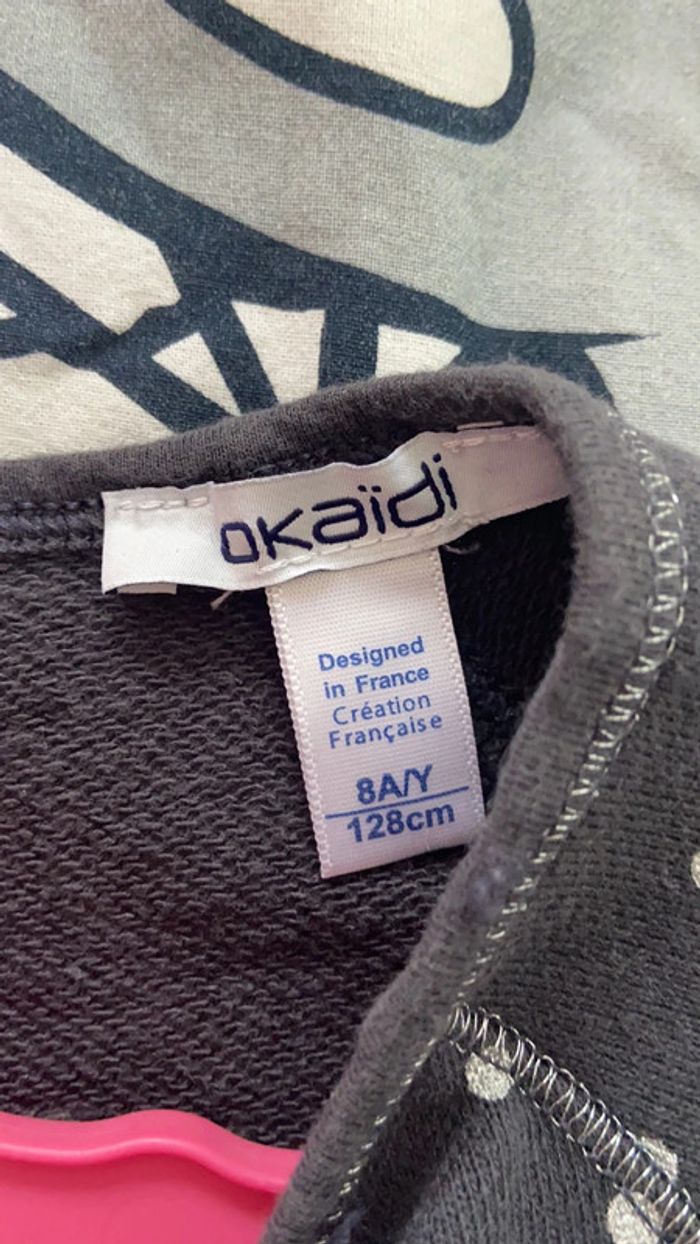 okaïdi
Designed
in France
Création
Française
8A/Y
128cm